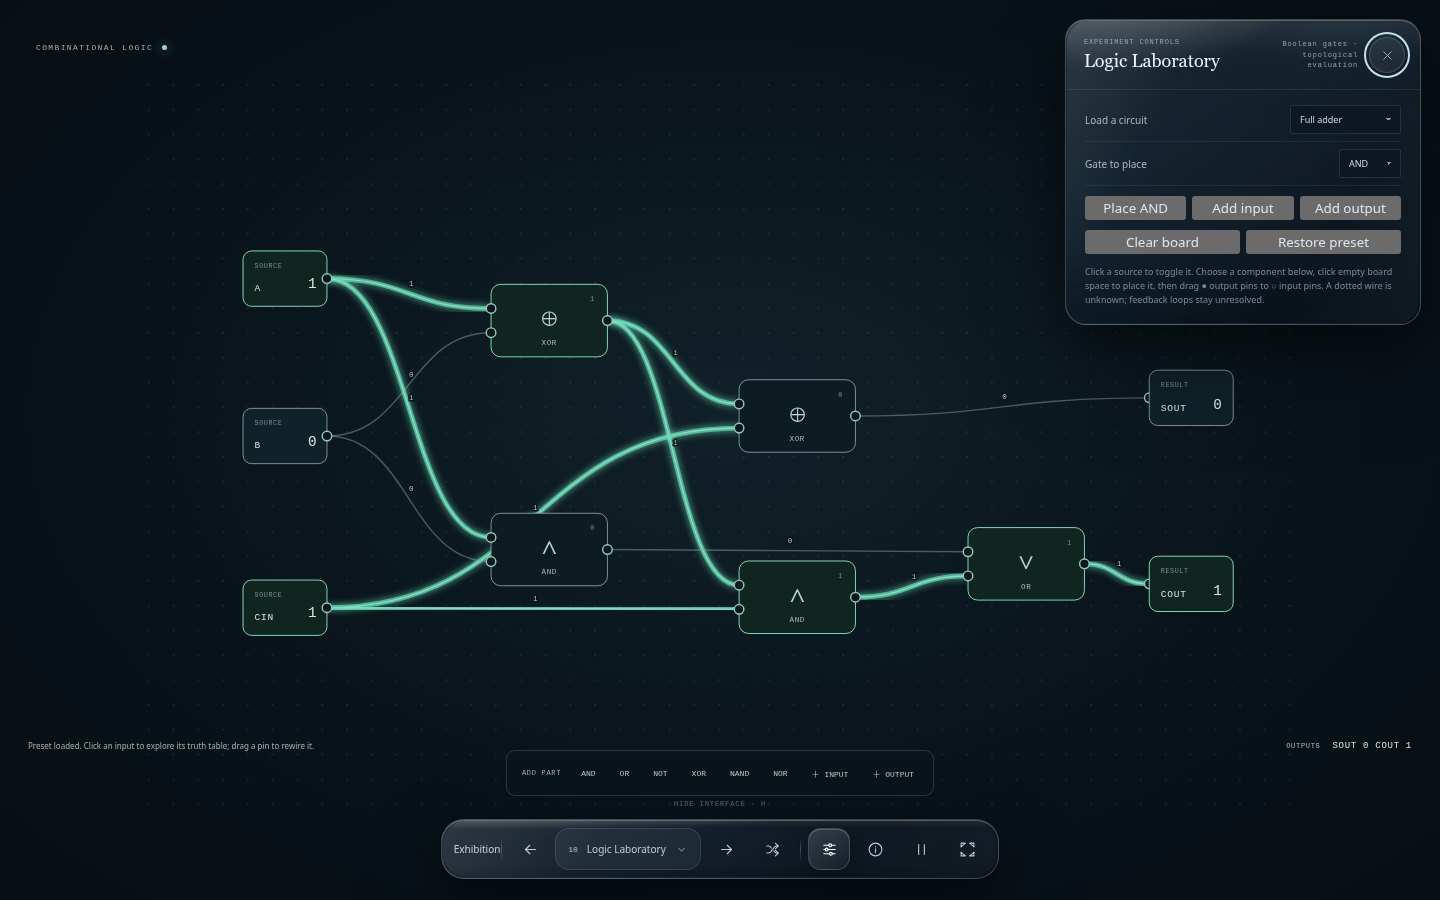 COMBINATIONAL LOGIC
EXPERIMENT CONTROLS
Logic Laboratory
Boolean gates ·
topological
evaluation
Load a circuit
Full adder
Gate to place
AND
Place AND
Add input
Add output
Clear board
Restore preset
Click a source to toggle it. Choose a component below, click empty board
space to place it, then drag ● output pins to ○ input pins. A dotted wire is
unknown; feedback loops stay unresolved.
SOURCE
A
1
1
1
⊕
XOR
1
0
1
SOURCE
B
0
0
0
⊕
XOR
0
RESULT
SOUT
0
1
1
0
∧
AND
0
SOURCE
CIN
1
1
1
∧
AND
1
1
∨
OR
1
RESULT
COUT
1
Preset loaded. Click an input to explore its truth table; drag a pin to rewire it.
OUTPUTS SOUT 0 COUT 1
ADD PART AND OR NOT XOR NAND NOR + INPUT + OUTPUT
HIDE INTERFACE · H
Exhibition
10 Logic Laboratory